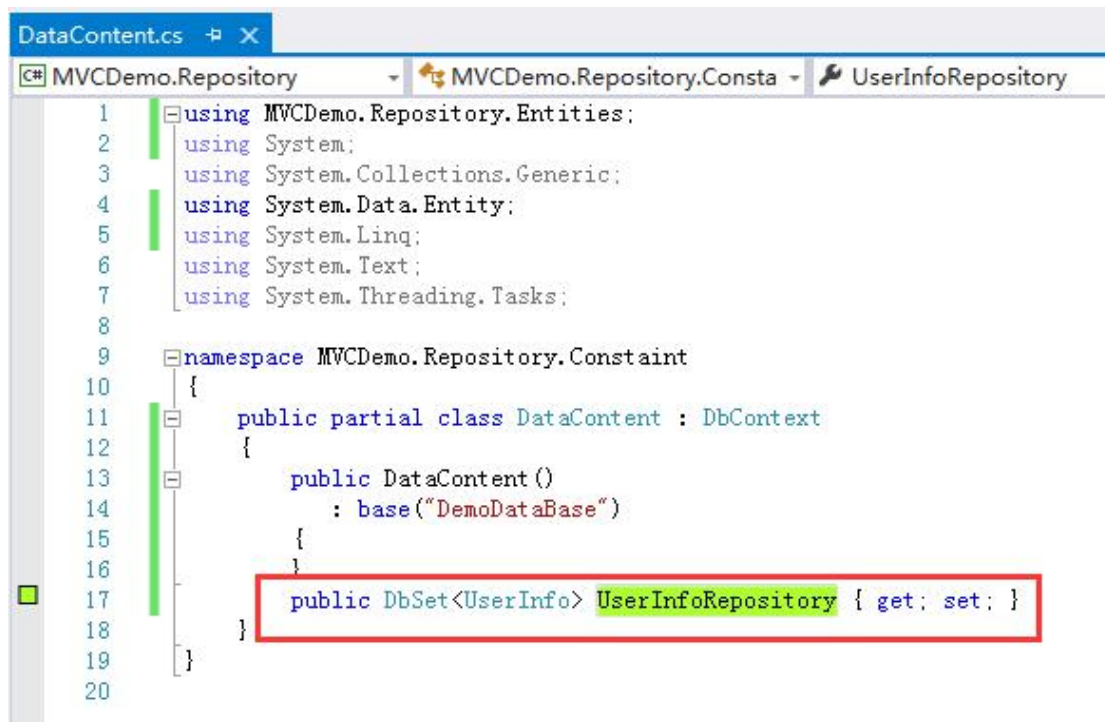 DataContent.cs
C# MVCDemo.Repository MVCDemo.Repository.Consta UserInfoRepository
1 using MVCDemo.Repository.Entities;
2 using System;
3 using System.Collections.Generic;
4 using System.Data.Entity;
5 using System.Linq;
6 using System.Text;
7 using System.Threading.Tasks;
8
9 namespace MVCDemo.Repository.Constaint
10 {
11 public partial class DataContent : DbContext
12 {
13 public DataContent()
14 : base("DemoDataBase")
15 {
16 }
17 public DbSet<UserInfo> UserInfoRepository { get; set; }
18 }
19 }
20